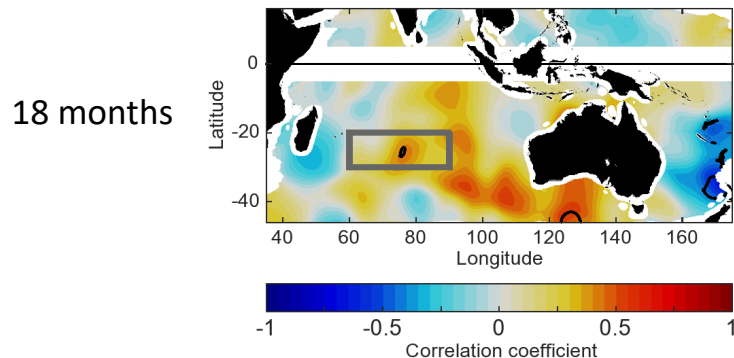 18 months
Latitude
0
-20
-40
40 60 80 100 120 140 160
Longitude
-1 -0.5 0 0.5 1
Correlation coefficient